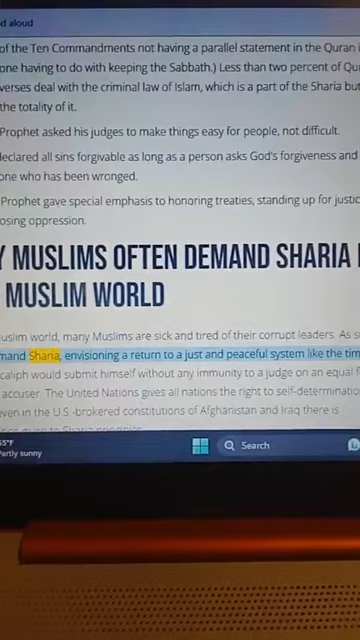 d aloud
of the Ten Commandments not having a parallel statement in the Quran i
one having to do with keeping the Sabbath.) Less than two percent of Qu
verses deal with the criminal law of Islam, which is a part of the Sharia bu
the totality of it.
Prophet asked his judges to make things easy for people, not difficult.
declared all sins forgivable as long as a person asks God's forgiveness and
one who has been wronged.
Prophet gave special emphasis to honoring treaties, standing up for justic
osing oppression.
Y MUSLIMS OFTEN DEMAND SHARIA
MUSLIM WORLD
uslim world, many Muslims are sick and tired of their corrupt leaders. As s
mand Sharia, envisioning a return to a just and peaceful system like the tim
caliph would submit himself without any immunity to a judge on an equal f
accuser. The United Nations gives all nations the right to self-determinatio
even in the U.S.-brokered constitutions of Afghanistan and Iraq there is
55°F
Partly sunny
Search